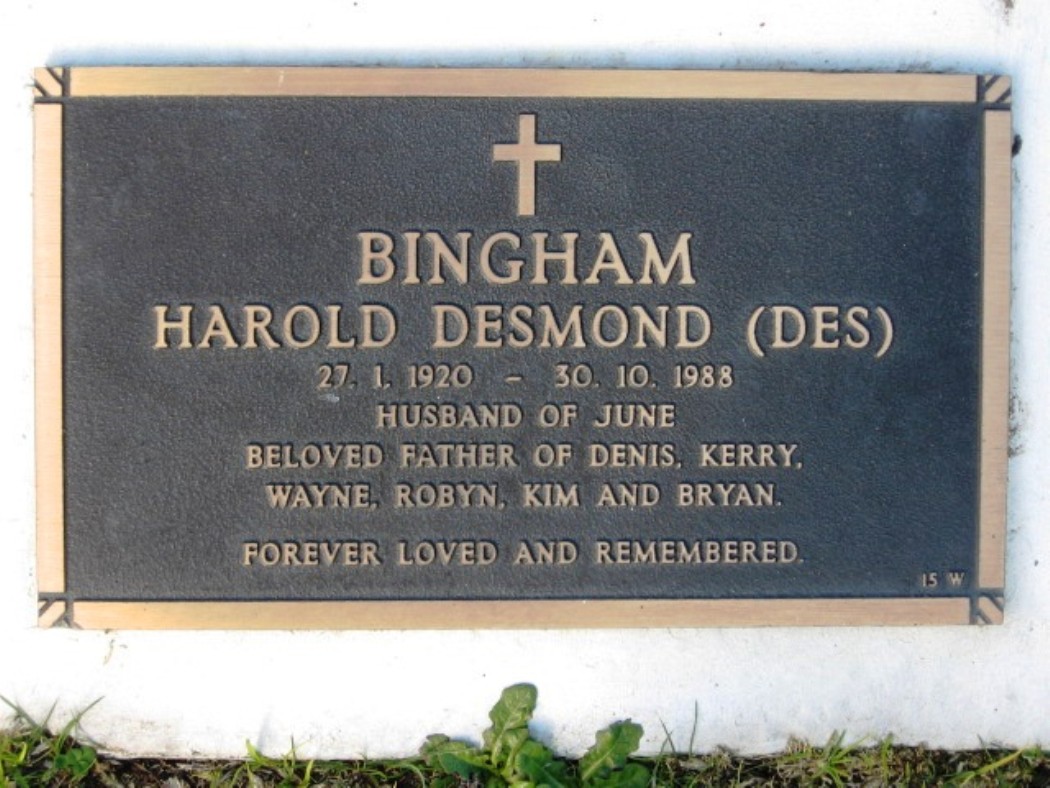 BINGHAM
HAROLD DESMOND (DES)
27. 1. 1920 - 30. 10. 1988
HUSBAND OF JUNE
BELOVED FATHER OF DENIS, KERRY,
WAYNE, ROBYN, KIM AND BRYAN.
FOREVER LOVED AND REMEMBERED.
15 W